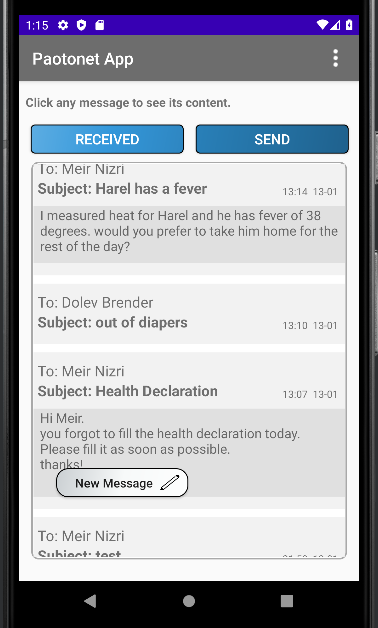 1:15
Paotonet App
Click any message to see its content.
RECEIVED
SEND
To: Meir Nizri
Subject: Harel has a fever
13:14 13-01
I measured heat for Harel and he has fever of 38
degrees. would you prefer to take him home for the
rest of the day?
To: Dolev Brender
Subject: out of diapers
13:10 13-01
To: Meir Nizri
Subject: Health Declaration
13:07 13-01
Hi Meir.
you forgot to fill the health declaration today.
Please fill it as soon as possible.
thanks!
New Message
To: Meir Nizri
Subject: test